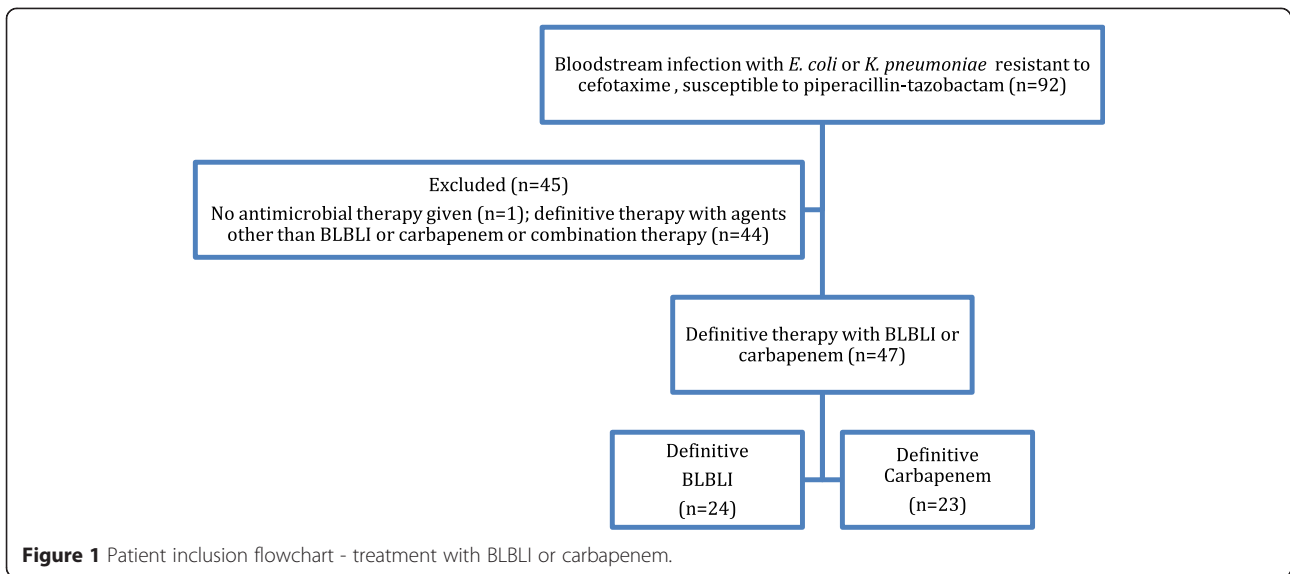 Bloodstream infection with E. coli or K. pneumoniae resistant to
cefotaxime , susceptible to piperacillin-tazobactam (n=92)
Excluded (n=45)
No antimicrobial therapy given (n=1); definitive therapy with agents
other than BLBLI or carbapenem or combination therapy (n=44)
Definitive therapy with BLBLI or
carbapenem (n=47)
Definitive
BLBLI
(n=24)
Definitive
Carbapenem
(n=23)
Figure 1 Patient inclusion flowchart - treatment with BLBLI or carbapenem.